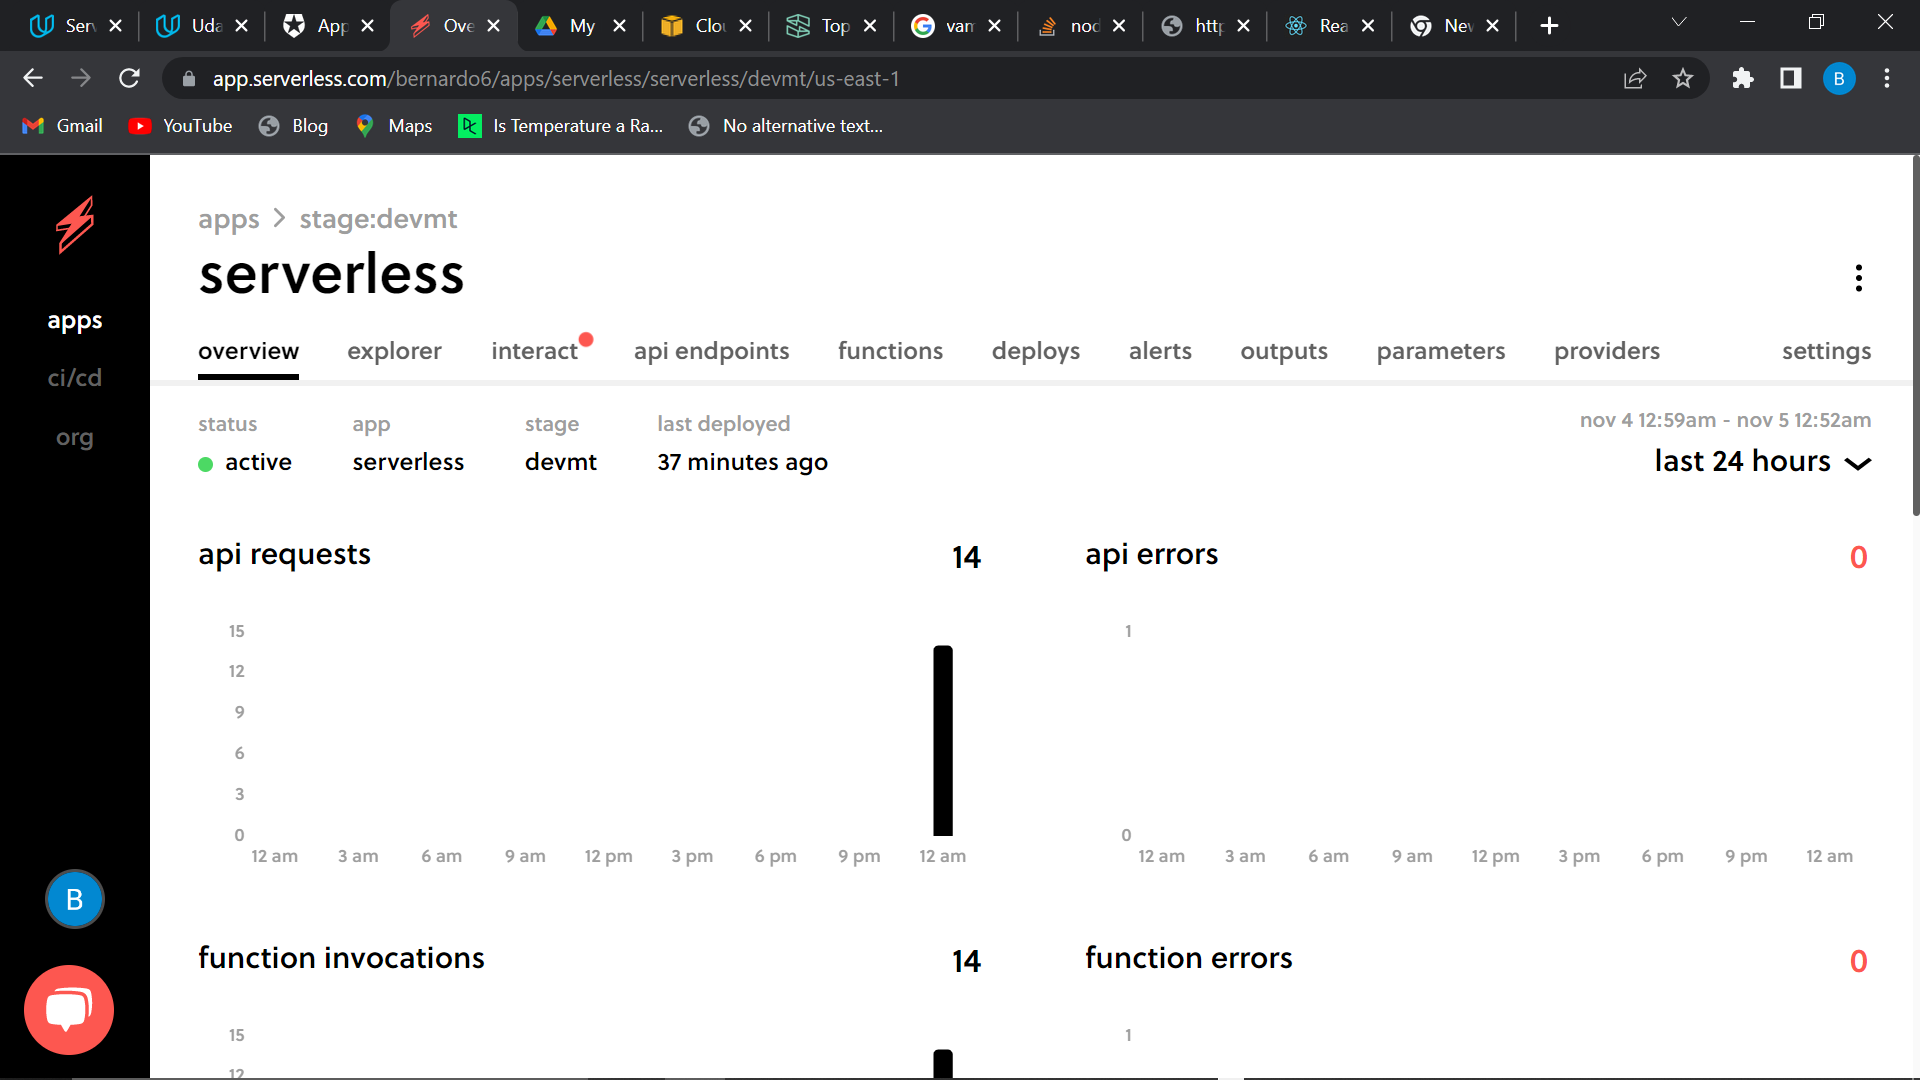 Serv
Uda
App
Ove
My
Clou
Top
vam
nod
http
Rea
New
app.serverless.com/bernardo6/apps/serverless/serverless/devmt/us-east-1
B
Gmail
YouTube
Blog
Maps
Is Temperature a Ra...
No alternative text...
apps > stage:devmt
serverless
apps
ci/cd
org
overview explorer interact api endpoints functions deploys alerts outputs parameters providers settings
status app stage last deployed
active serverless devmt 37 minutes ago
nov 4 12:59am - nov 5 12:52am
last 24 hours
api requests 14
15
12
9
6
3
0
12 am 3 am 6 am 9 am 12 pm 3 pm 6 pm 9 pm 12 am
api errors 0
1
0
12 am 3 am 6 am 9 am 12 pm 3 pm 6 pm 9 pm 12 am
B
function invocations 14
15
12
function errors 0
1